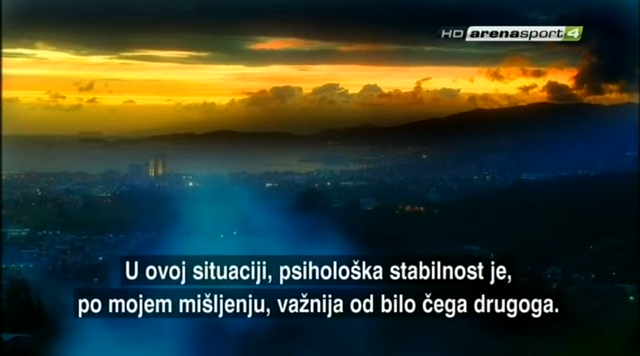 HD arenasport 4
U ovoj situaciji, psihološka stabilnost je,
po mojem mišljenju, važnija od bilo čega drugoga.